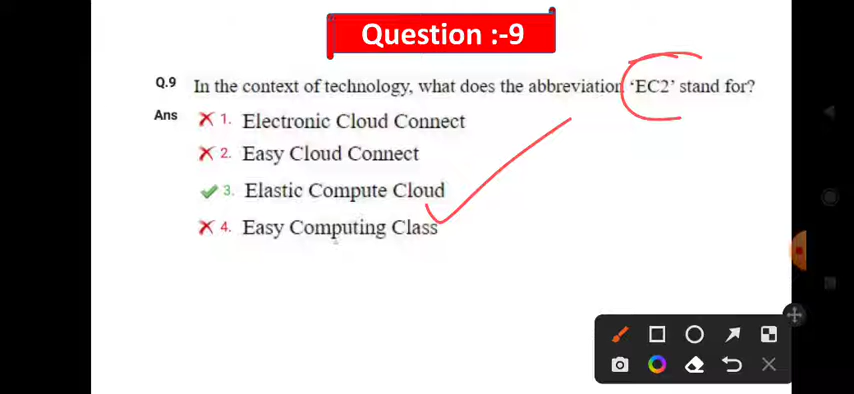 Question :-9
Q.9 In the context of technology, what does the abbreviation 'EC2' stand for?
Ans 1. Electronic Cloud Connect
2. Easy Cloud Connect
3. Elastic Compute Cloud
4. Easy Computing Class